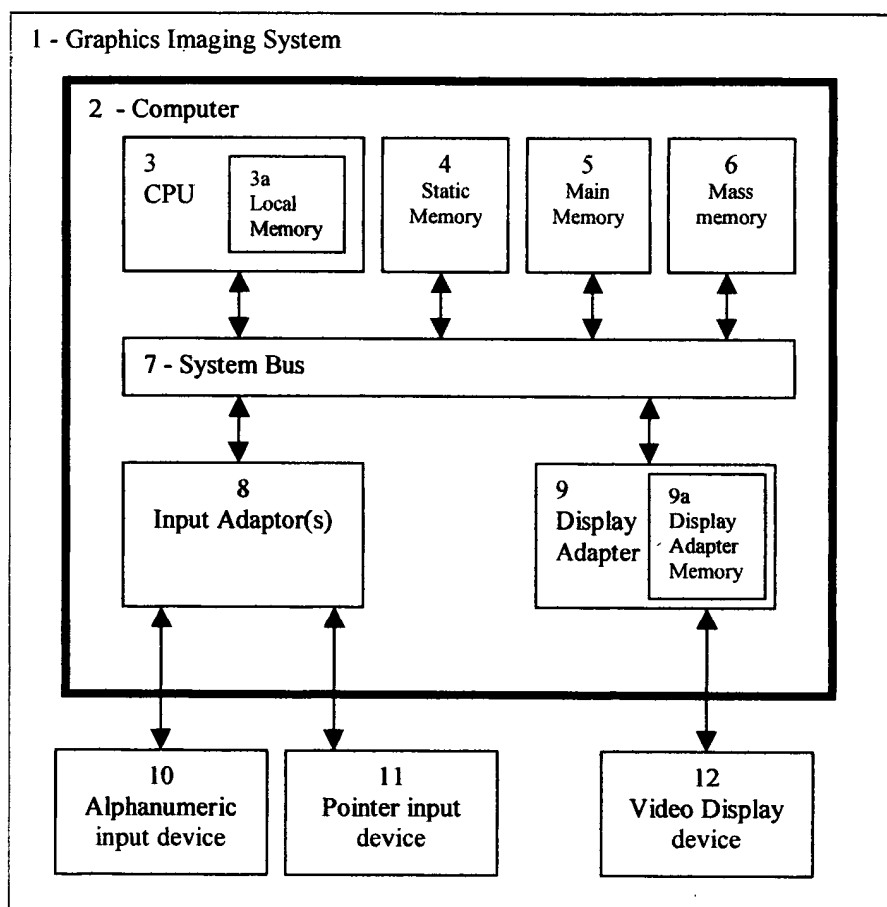 1 - Graphics Imaging System
2 - Computer
3
CPU
3a
Local
Memory
4
Static
Memory
5
Main
Memory
6
Mass
memory
7 - System Bus
8
Input Adaptor(s)
9
Display
Adapter
9a
Display
Adapter
Memory
10
Alphanumeric
input device
11
Pointer input
device
12
Video Display
device